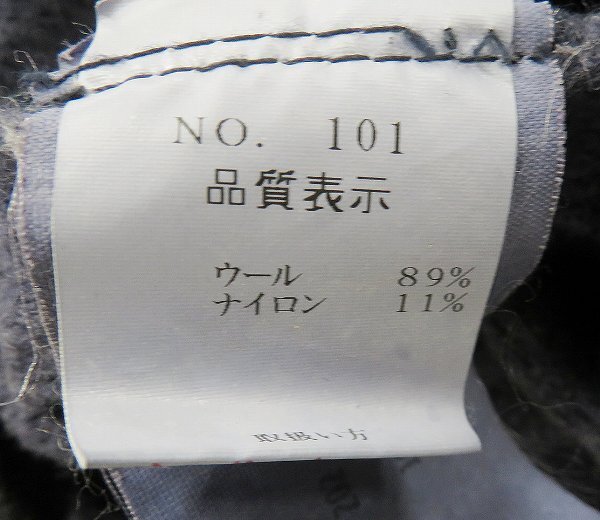 NO. 101
品質表示
ウール 89%
ナイロン 11%
取扱い方